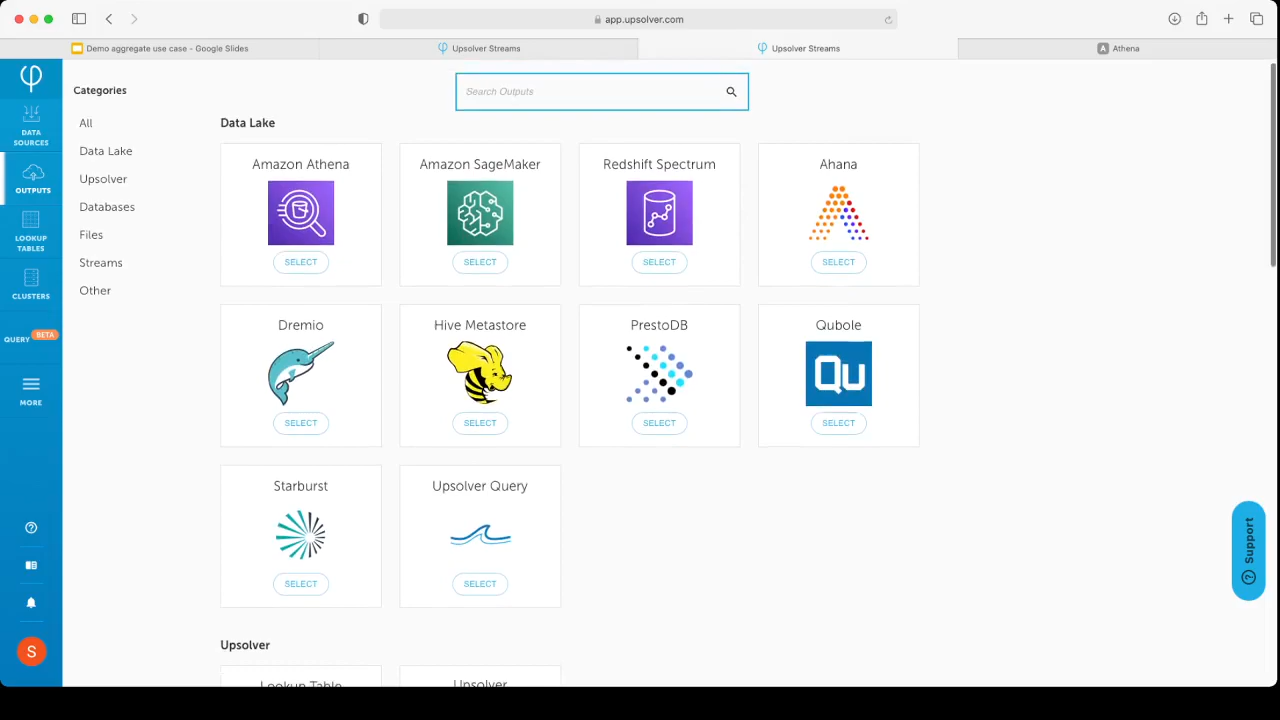 app.upsolver.com
Demo aggregate use case - Google Slides
Upsolver Streams
Upsolver Streams
A Athena
DATA
SOURCES
OUTPUTS
LOOKUP
TABLES
CLUSTERS
QUERY BETA
MORE
S
Categories
All
Data Lake
Upsolver
Databases
Files
Streams
Other
Search Outputs
Data Lake
Amazon Athena
SELECT
Amazon SageMaker
SELECT
Redshift Spectrum
SELECT
Ahana
SELECT
Dremio
SELECT
Hive Metastore
SELECT
PrestoDB
SELECT
Qubole
Qu
SELECT
Starburst
SELECT
Upsolver Query
SELECT
Upsolver
Lookup Table
Upsolver
Support